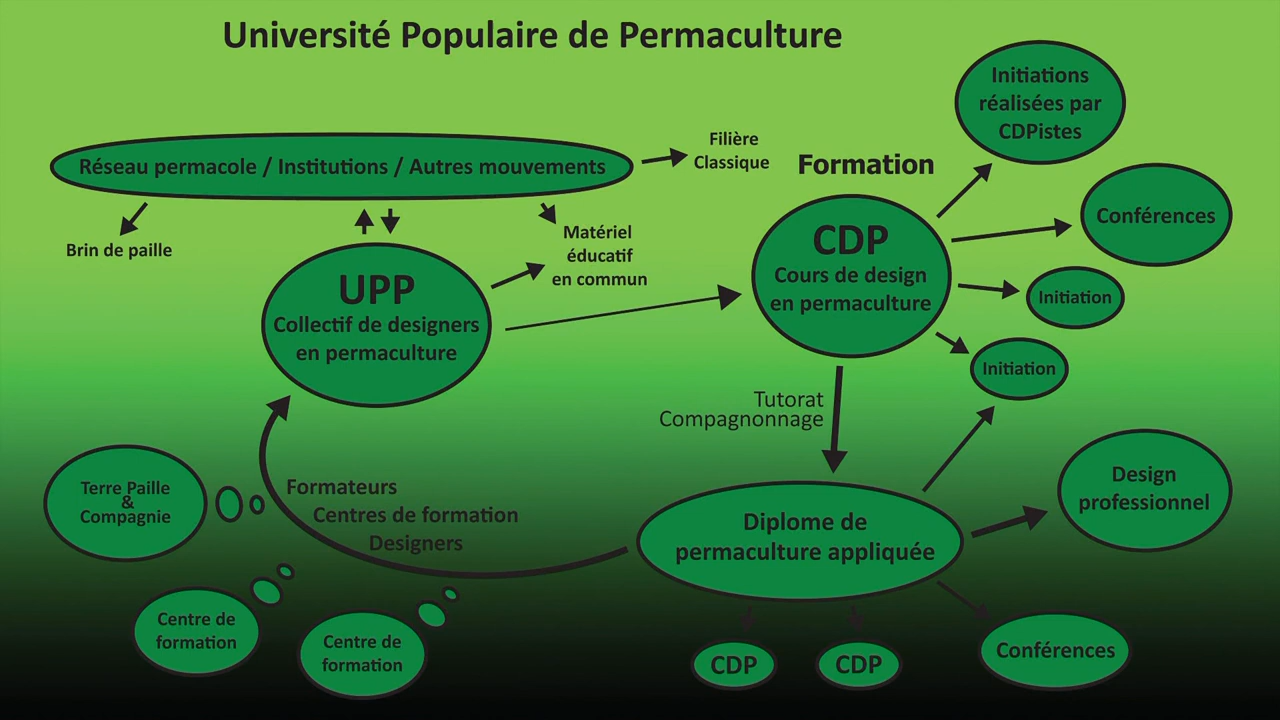 Université Populaire de Permaculture
Initiations
réalisées par
CDPistes
Filière
Classique
Formation
Réseau permacole / Institutions / Autres mouvements
Conférences
Brin de paille
Matériel
éducatif
en commun
UPP
Collectif de designers
en permaculture
CDP
Cours de design
en permaculture
Initiation
Initiation
Tutorat
Compagnonnage
Terre Paille
&
Compagnie
Formateurs
Centres de formation
Designers
Diplome de
permaculture appliquée
Design
professionnel
Centre de
formation
Centre de
formation
CDP
CDP
Conférences